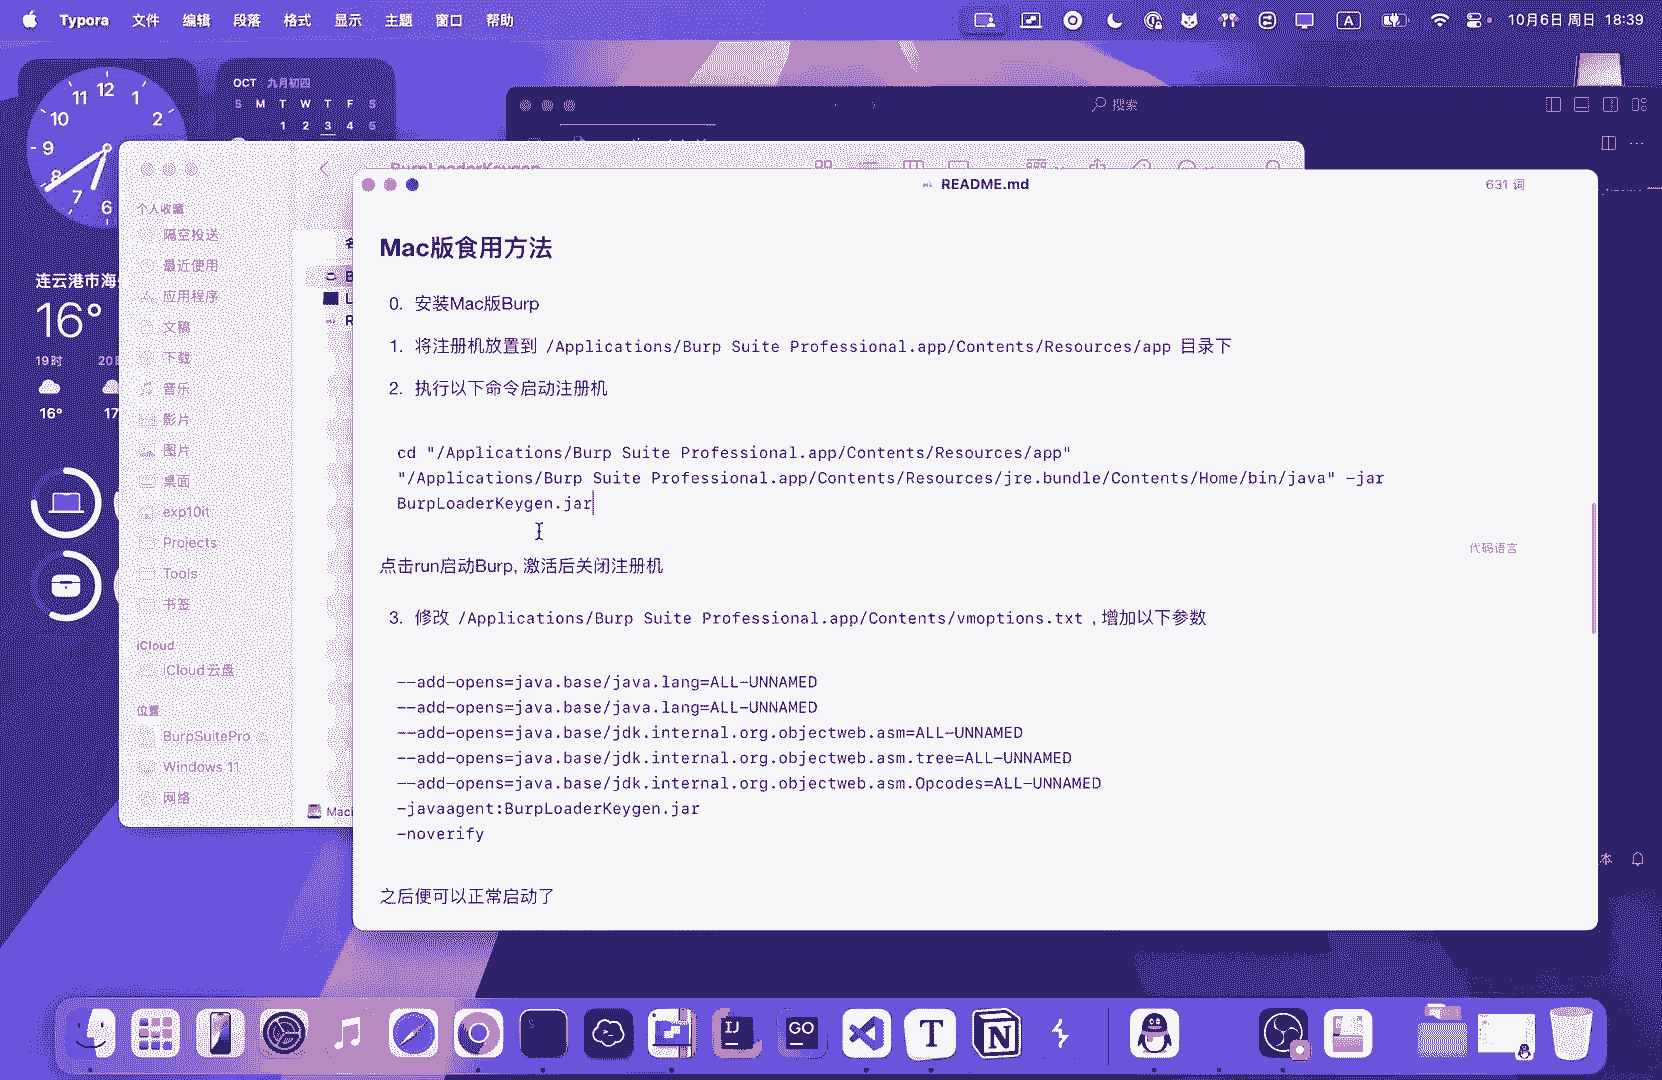 Typora 文件 编辑 段落 格式 显示 主题 窗口 帮助
A
10月6日 周日 18:39
OCT 九月初四
S M T W T F S
1 2 3 4 5
12
11 1
10 2
9
8
7 6
搜索
连云港市海
16°
19时 20
16° 17
BurpLoaderKeygen
个人收藏
隔空投送
最近使用
应用程序
文稿
下载
音乐
影片
图片
桌面
exp10it
Projects
Tools
书签
iCloud
iCloud云盘
位置
BurpSuitePro
Windows 11
网络
README.md
631 词
Mac版食用方法
0. 安装Mac版Burp
1. 将注册机放置到 /Applications/Burp Suite Professional.app/Contents/Resources/app 目录下
2. 执行以下命令启动注册机
cd "/Applications/Burp Suite Professional.app/Contents/Resources/app"
"/Applications/Burp Suite Professional.app/Contents/Resources/jre.bundle/Contents/Home/bin/java" -jar
BurpLoaderKeygen.jar
代码语言
点击run启动Burp, 激活后关闭注册机
3. 修改 /Applications/Burp Suite Professional.app/Contents/vmoptions.txt , 增加以下参数
--add-opens=java.base/java.lang=ALL-UNNAMED
--add-opens=java.base/java.lang=ALL-UNNAMED
--add-opens=java.base/jdk.internal.org.objectweb.asm=ALL-UNNAMED
--add-opens=java.base/jdk.internal.org.objectweb.asm.tree=ALL-UNNAMED
--add-opens=java.base/jdk.internal.org.objectweb.asm.Opcodes=ALL-UNNAMED
-javaagent:BurpLoaderKeygen.jar
-noverify
之后便可以正常启动了
本
IJ
GO
T
N